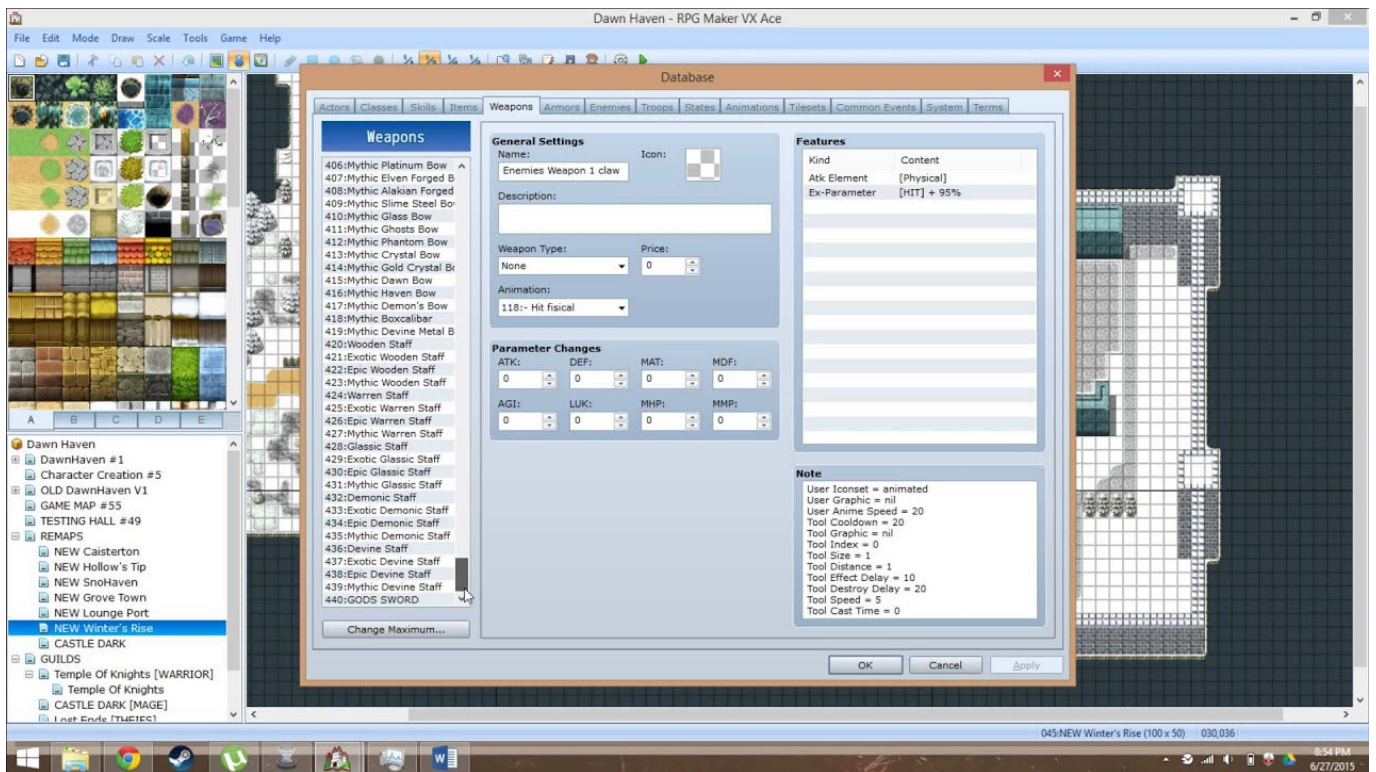 Dawn Haven - RPG Maker VX Ace
File Edit Mode Draw Scale Tools Game Help
Database
Actors Classes Skills Items Weapons Armors Enemies Troops States Animations Tilesets Common Events System Terms
Weapons
406:Mythic Platinum Bow
407:Mythic Elven Forged B
408:Mythic Alakian Forged
409:Mythic Slime Steel Bo
410:Mythic Glass Bow
411:Mythic Ghosts Bow
412:Mythic Phantom Bow
413:Mythic Crystal Bow
414:Mythic Gold Crystal Bo
415:Mythic Dawn Bow
416:Mythic Haven Bow
417:Mythic Demon's Bow
418:Mythic Boxcalibar
419:Mythic Devine Metal B
420:Wooden Staff
421:Exotic Wooden Staff
422:Epic Wooden Staff
423:Mythic Wooden Staff
424:Warren Staff
425:Exotic Warren Staff
426:Epic Warren Staff
427:Mythic Warren Staff
428:Glassic Staff
429:Exotic Glassic Staff
430:Epic Glassic Staff
431:Mythic Glassic Staff
432:Demonic Staff
433:Exotic Demonic Staff
434:Epic Demonic Staff
435:Mythic Demonic Staff
436:Devine Staff
437:Exotic Devine Staff
438:Epic Devine Staff
439:Mythic Devine Staff
440:GODS SWORD
Change Maximum...
General Settings
Name: Icon:
Enemies Weapon 1 claw
Description:
Weapon Type: Price:
None 0
Animation:
118:- Hit fisical
Parameter Changes
ATK: DEF: MAT: MDF:
0 0 0 0
AGI: LUK: MHP: MMP:
0 0 0 0
Features
Kind Content
Atk Element [Physical]
Ex-Parameter [HIT] + 95%
Note
User Iconset = animated
User Graphic = nil
User Anime Speed = 20
Tool Cooldown = 20
Tool Graphic = nil
Tool Index = 0
Tool Size = 1
Tool Distance = 1
Tool Effect Delay = 10
Tool Destroy Delay = 20
Tool Speed = 5
Tool Cast Time = 0
OK Cancel Apply
A B C D E
Dawn Haven
DawnHaven #1
Character Creation #5
OLD DawnHaven V1
GAME MAP #55
TESTING HALL #49
REMAPS
NEW Caisterton
NEW Hollow's Tip
NEW SnoHaven
NEW Grove Town
NEW Lounge Port
NEW Winter's Rise
CASTLE DARK
GUILDS
Temple Of Knights [WARRIOR]
Temple Of Knights
CASTLE DARK [MAGE]
Lost Ends [THEIFS]
045:NEW Winter's Rise (100 x 50) 030,036
8:54 PM
6/27/2015